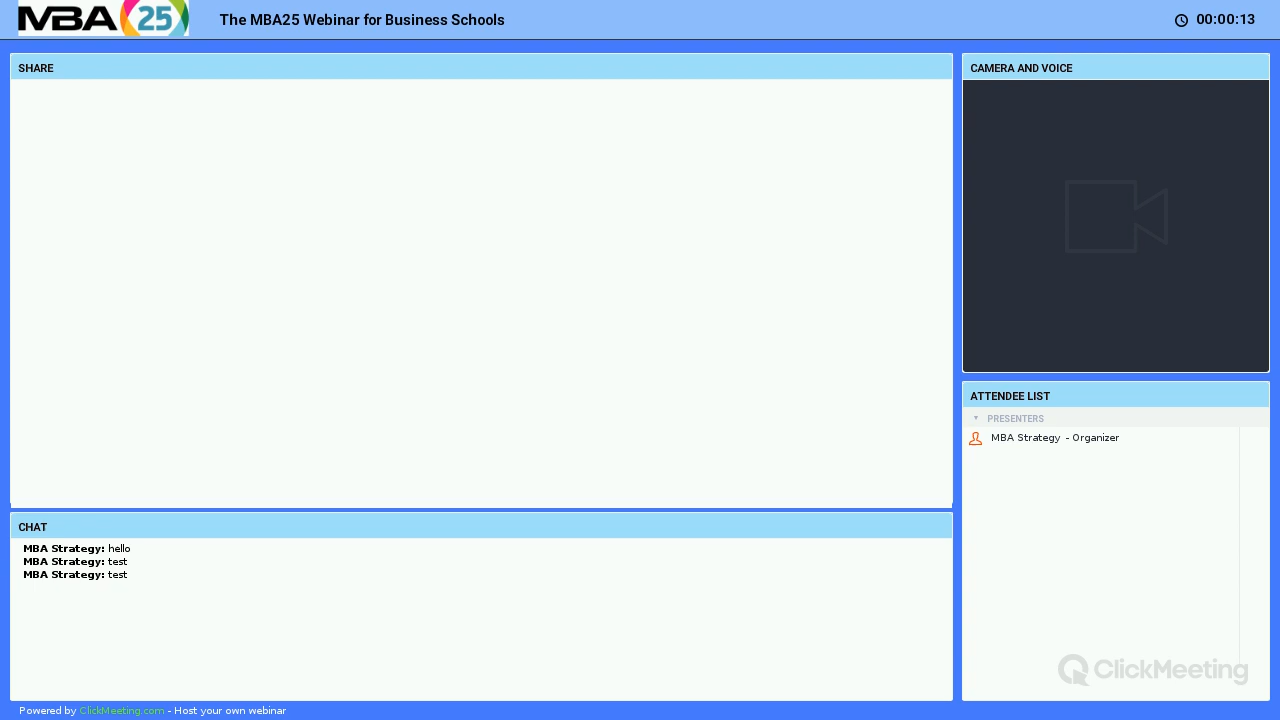 MBA 25
The MBA25 Webinar for Business Schools
00:00:13
SHARE
CAMERA AND VOICE
ATTENDEE LIST
PRESENTERS
MBA Strategy - Organizer
CHAT
MBA Strategy: hello
MBA Strategy: test
MBA Strategy: test
ClickMeeting
Powered by ClickMeeting.com - Host your own webinar